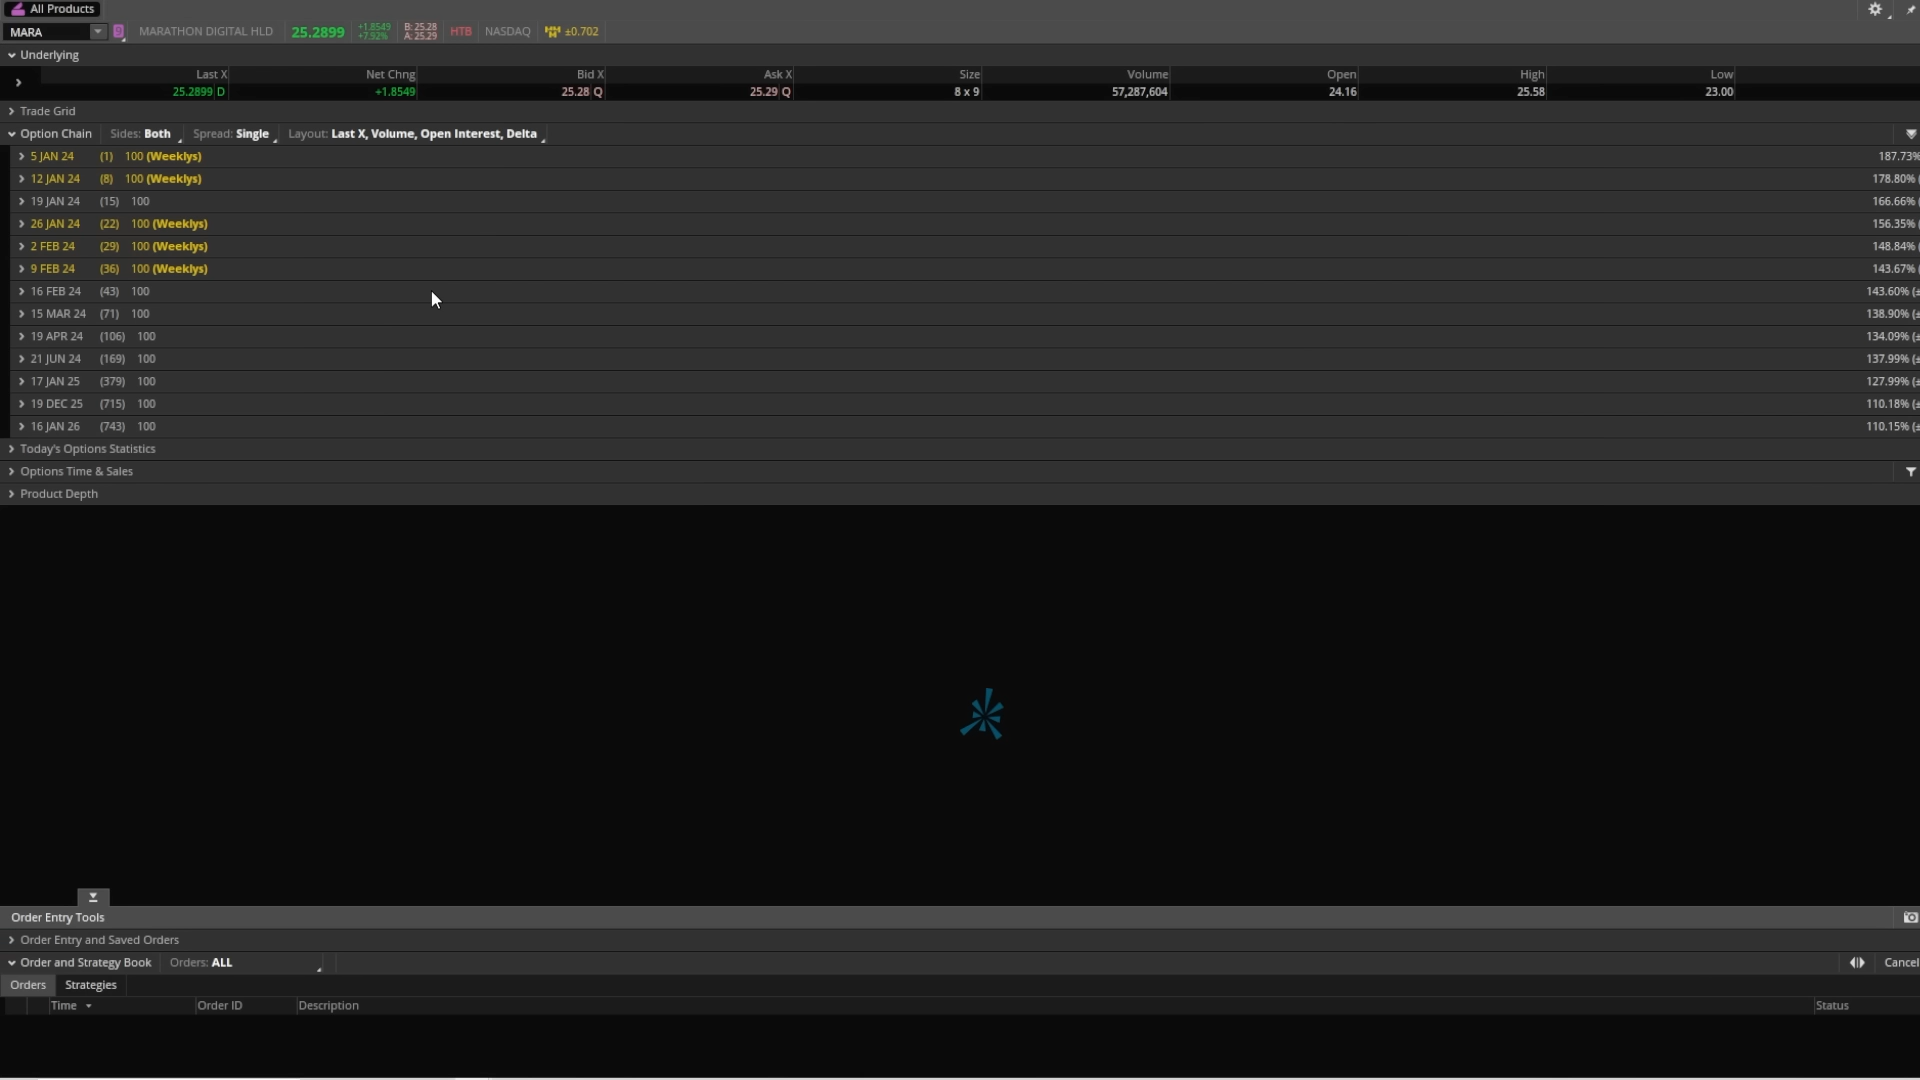 All Products
MARA 9 MARATHON DIGITAL HLD 25.2899 +1.8549 +7.92% B: 25.28 A: 25.29 HTB NASDAQ ±0.702
Underlying
Last X Net Chng Bid X Ask X Size Volume Open High Low
25.2899 D +1.8549 25.28 Q 25.29 Q 8 x 9 57,287,604 24.16 25.58 23.00
Trade Grid
Option Chain Sides: Both Spread: Single Layout: Last X, Volume, Open Interest, Delta
5 JAN 24 (1) 100 (Weeklys) 187.73%
12 JAN 24 (8) 100 (Weeklys) 178.80% (
19 JAN 24 (15) 100 166.66% (
26 JAN 24 (22) 100 (Weeklys) 156.35% (
2 FEB 24 (29) 100 (Weeklys) 148.84% (
9 FEB 24 (36) 100 (Weeklys) 143.67% (
16 FEB 24 (43) 100 143.60% (±
15 MAR 24 (71) 100 138.90% (±
19 APR 24 (106) 100 134.09% (±
21 JUN 24 (169) 100 137.99% (±
17 JAN 25 (379) 100 127.99% (±
19 DEC 25 (715) 100 110.18% (±
16 JAN 26 (743) 100 110.15% (±
Today's Options Statistics
Options Time & Sales
Product Depth
Order Entry Tools
Order Entry and Saved Orders
Order and Strategy Book Orders: ALL Cancel
Orders Strategies
Time Order ID Description Status